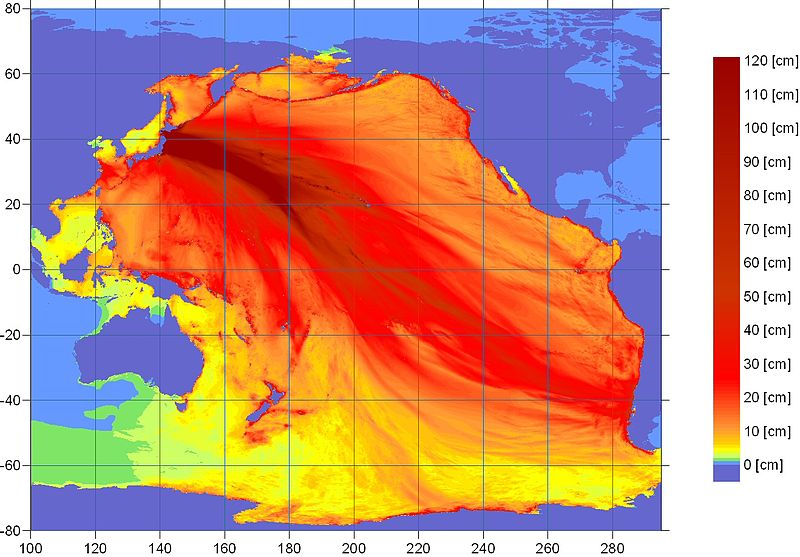 80
60
40
20
0
-20
-40
-60
-80
100 120 140 160 180 200 220 240 260 280
120 [cm]
110 [cm]
100 [cm]
90 [cm]
80 [cm]
70 [cm]
60 [cm]
50 [cm]
40 [cm]
30 [cm]
20 [cm]
10 [cm]
0 [cm]